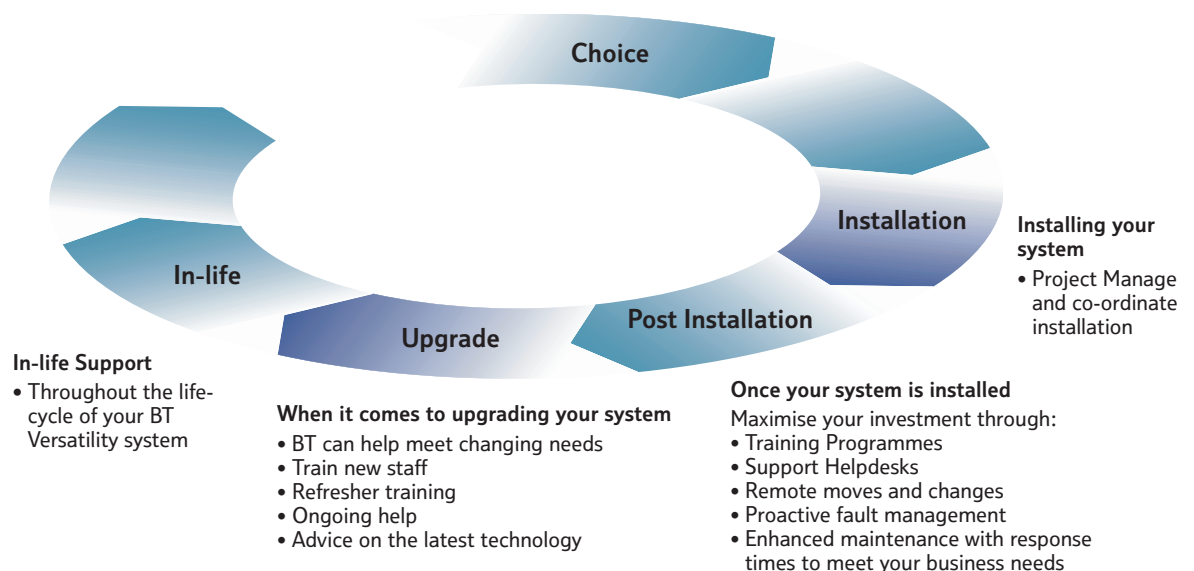 Choice
Installation
Installing your
system
• Project Manage
and co-ordinate
installation
Post Installation
Once your system is installed
Maximise your investment through:
• Training Programmes
• Support Helpdesks
• Remote moves and changes
• Proactive fault management
• Enhanced maintenance with response
times to meet your business needs
Upgrade
When it comes to upgrading your system
• BT can help meet changing needs
• Train new staff
• Refresher training
• Ongoing help
• Advice on the latest technology
In-life
In-life Support
• Throughout the life-
cycle of your BT
Versatility system